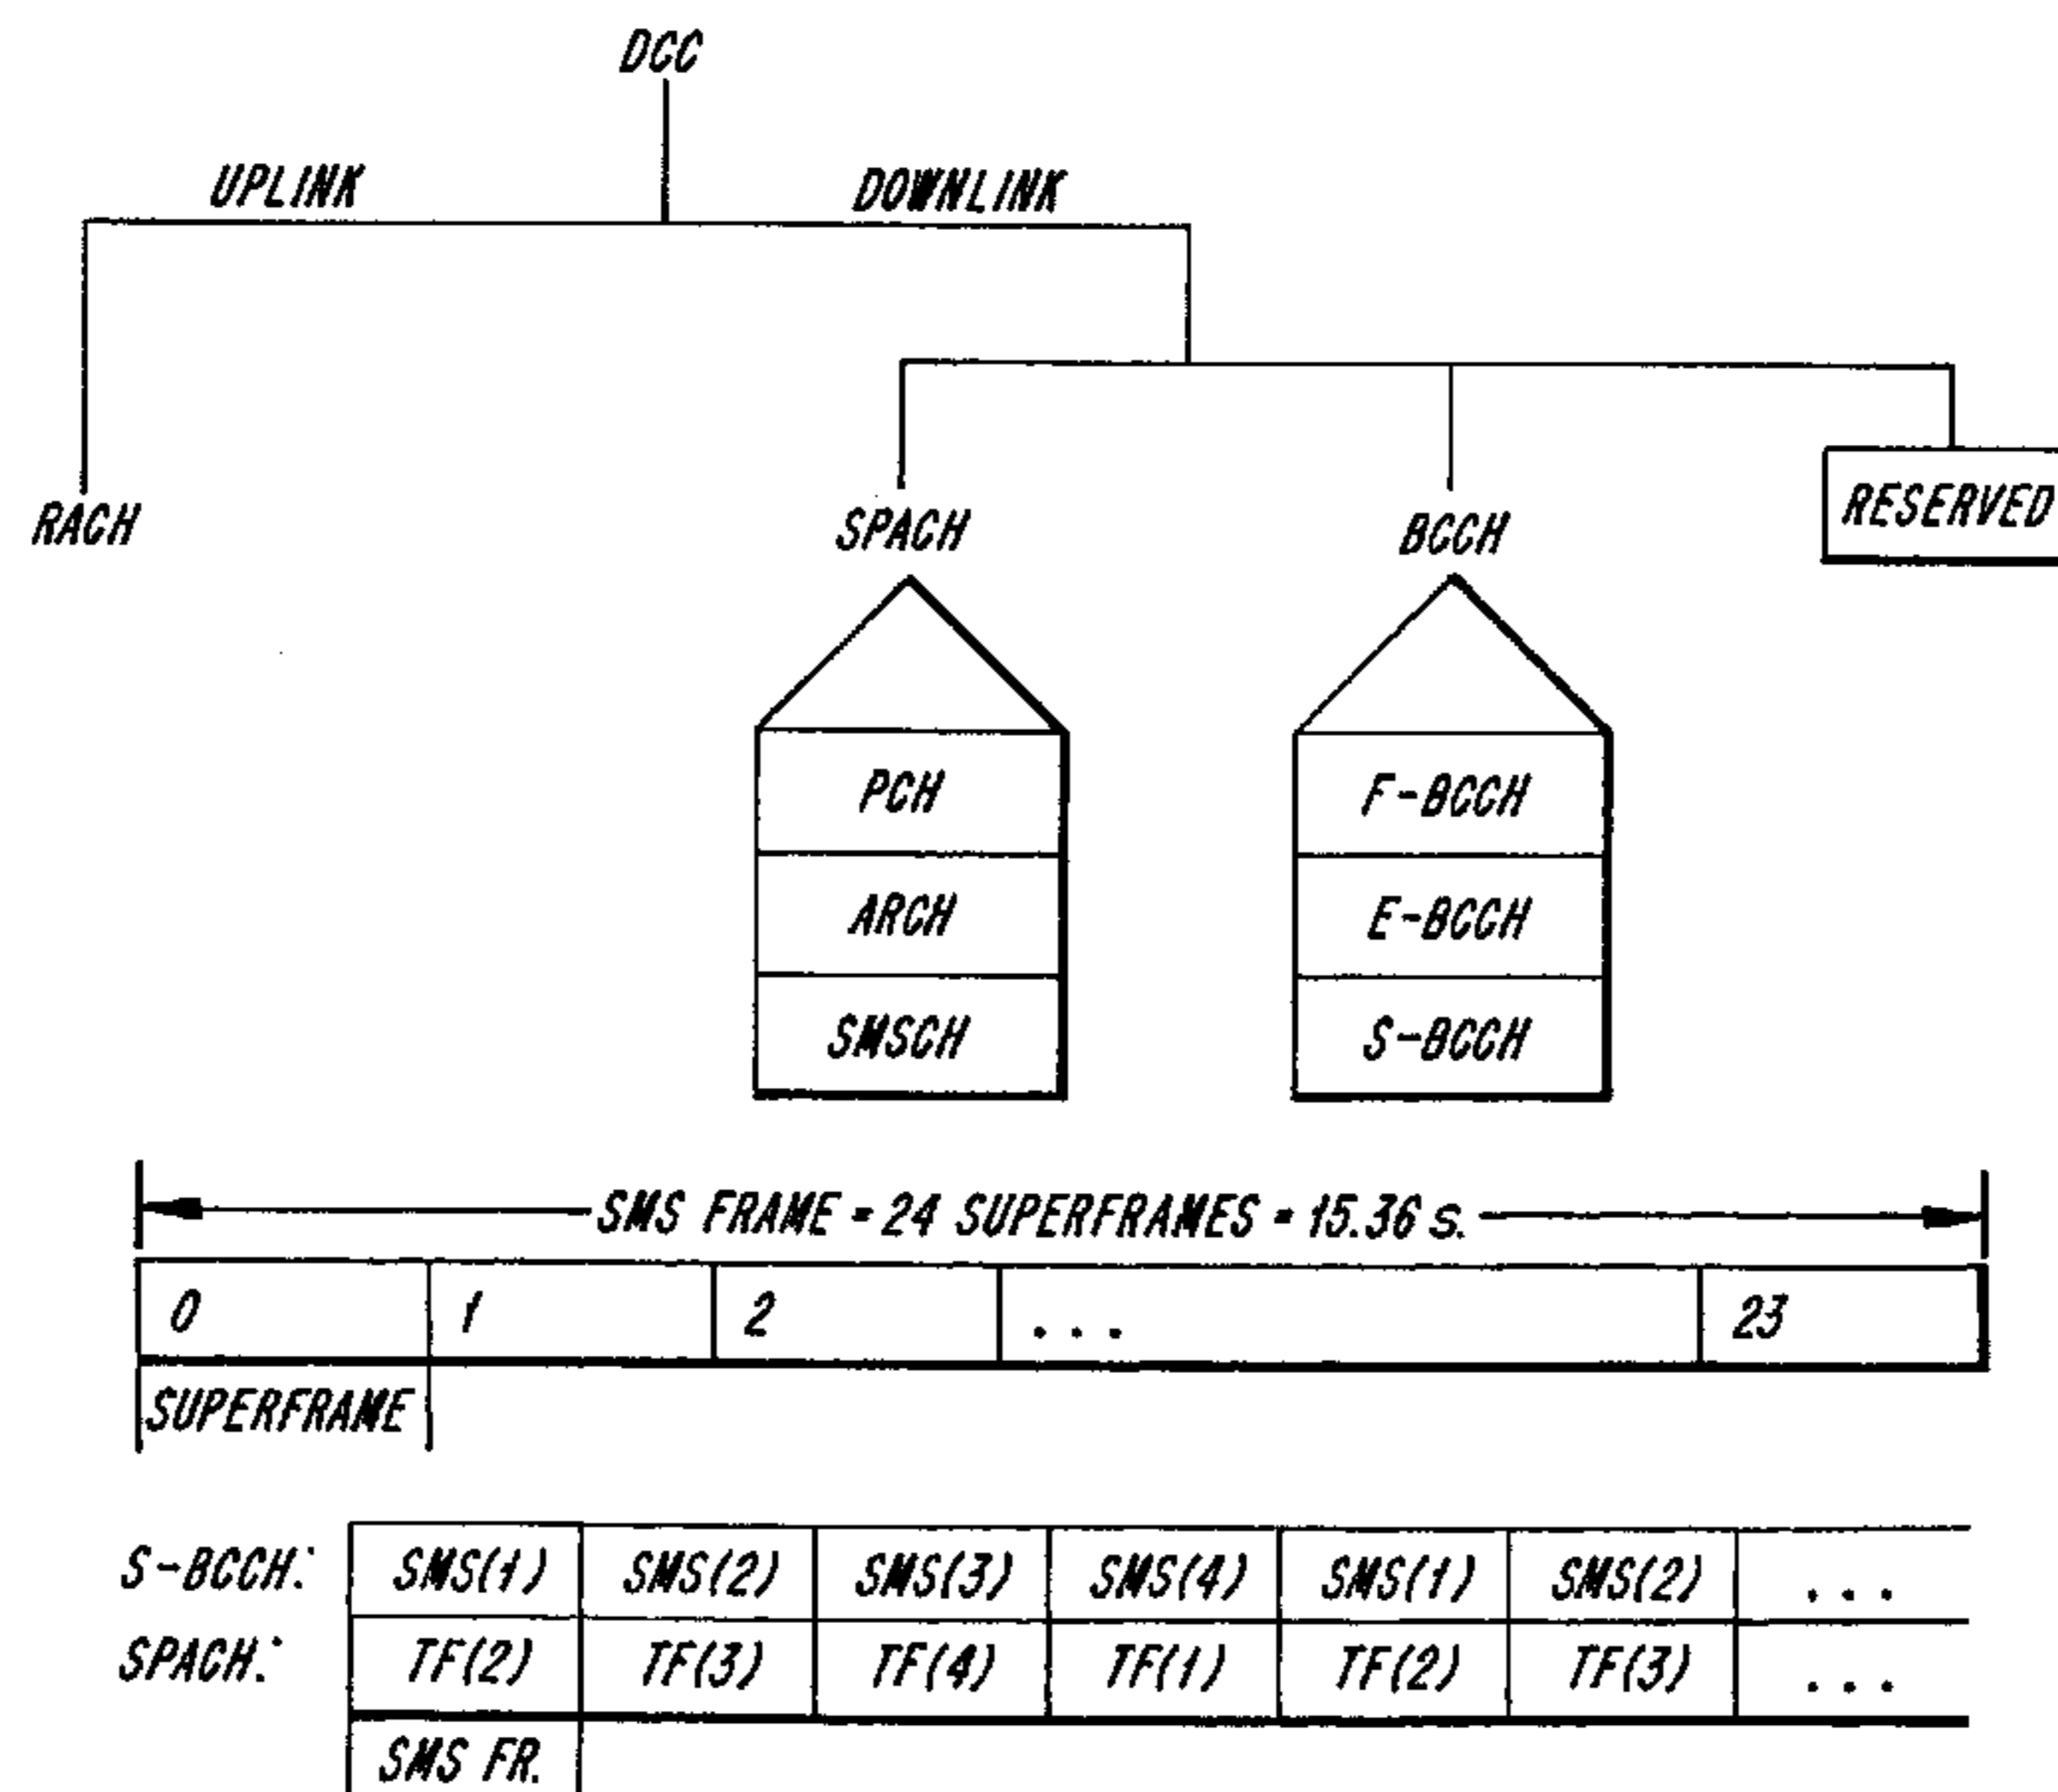 DCC
UPLINK
DOWNLINK
RACH
SPACH
BCCH
RESERVED
PCH
ARCH
SMSCH
F-BCCH
E-BCCH
S-BCCH
SMS FRAME = 24 SUPERFRAMES = 15.36 s.
0 1 2 ... 23
SUPERFRAME
S-BCCH: SMS(1) SMS(2) SMS(3) SMS(4) SMS(1) SMS(2) ...
SPACH: TF(2) TF(3) TF(4) TF(1) TF(2) TF(3) ...
SMS FR.